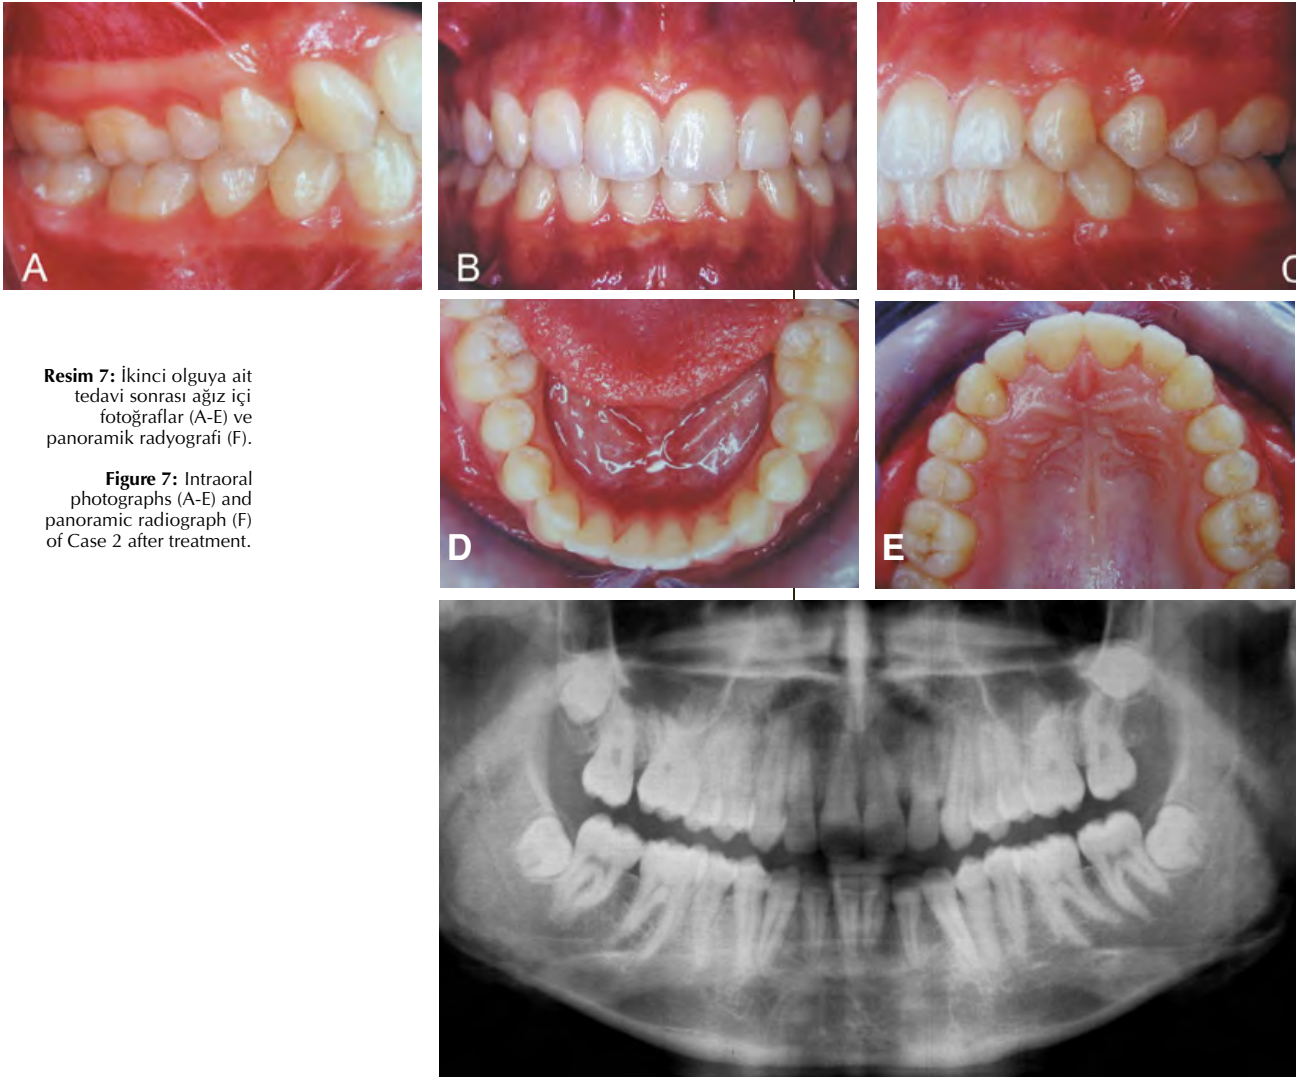 A
B
C
Resim 7: İkinci olguya ait
tedavi sonrası ağız içi
fotoğraflar (A-E) ve
panoramik radyografi (F).
Figure 7: Intraoral
photographs (A-E) and
panoramic radiograph (F)
of Case 2 after treatment.
D
E